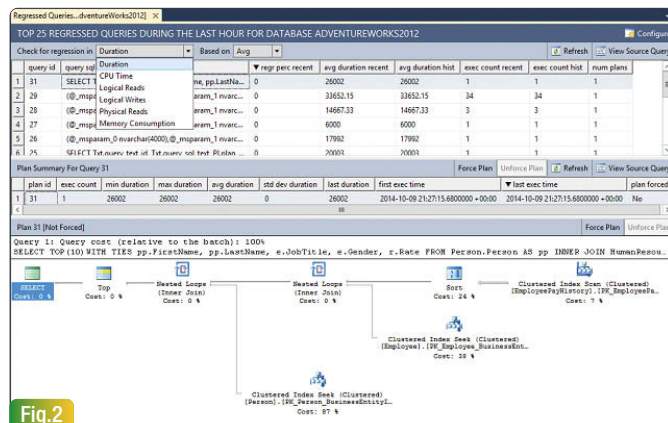 Regressed Queries...dventureWorks2012]
TOP 25 REGRESSED QUERIES DURING THE LAST HOUR FOR DATABASE ADVENTUREWORKS2012 Configure
Check for regression in Duration Based on Avg Refresh View Source Query
query id query sql regr perc recent avg duration recent avg duration hist exec count recent exec count hist num plans
Duration
CPU Time
Logical Reads
Logical Writes
Physical Reads
Memory Consumption
1 31 SELECT T pp.LastNa... 0 26002 26002 1 1 1
2 29 (@_mspara aram_1 nvarc... 0 33652.15 33652.15 34 34 1
3 28 (@_mspara aram_1 nvarc... 0 14667.33 14667.33 3 3 1
4 27 (@_mspara aram_1 nvarc... 0 6000 6000 1 1 1
5 26 (@_msparam_0 nvarchar(4000),@_msparam_1 nvarc... 0 17992 17992 1 1 1
6 25 SELECT Txt.query_text_id, Txt.query_sql_text, Pl.plan_ 0 20003 20003 1 1 1
Plan Summary For Query 31 Force Plan Unforce Plan Refresh View Source Query
plan id exec count min duration max duration avg duration std dev duration last duration first exec time last exec time plan forced
1 31 1 26002 26002 26002 0 26002 2014-10-09 21:27:15.6800000 +00:00 2014-10-09 21:27:15.6800000 +00:00 No
Plan 31 [Not Forced] Force Plan Unforce Plan
Query 1: Query cost (relative to the batch): 100%
SELECT TOP(10) WITH TIES pp.FirstName, pp.LastName, e.JobTitle, e.Gender, r.Rate FROM Person.Person AS pp INNER JOIN HumanResou...
SELECT
Cost: 0 %
Top
Cost: 0 %
Nested Loops
(Inner Join)
Cost: 0 %
Nested Loops
(Inner Join)
Cost: 0 %
Sort
Cost: 24 %
Clustered Index Scan (Clustered)
[EmployeePayHistory].[PK_EmployeePa...
Cost: 7 %
Clustered Index Seek (Clustered)
[Employee].[PK_Employee_BusinessEnt...
Clustered Index Seek (Clustered)
[Person].[PK_Person_BusinessEntityI...
Cost: 87 %
Fig.2